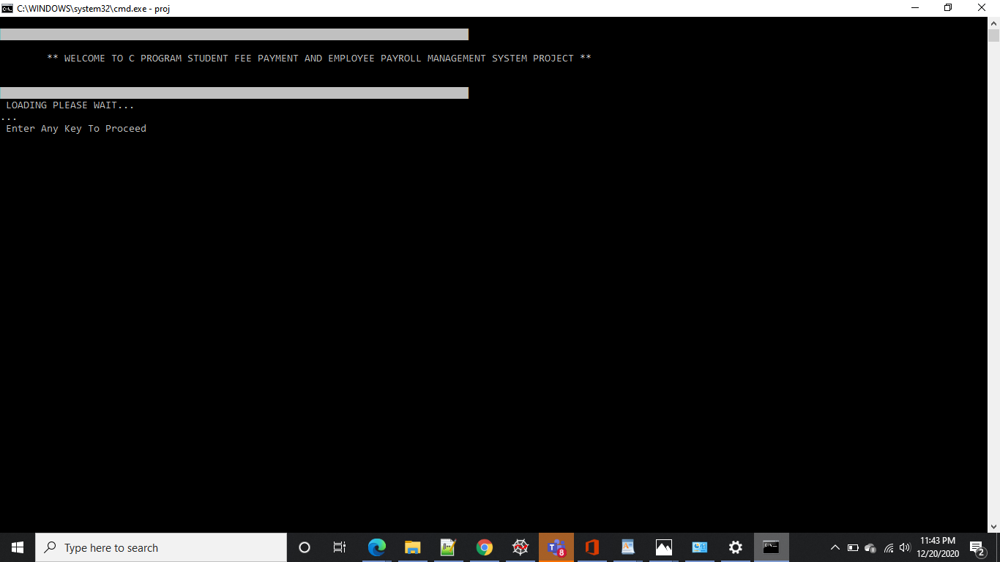 C:\WINDOWS\system32\cmd.exe - proj
** WELCOME TO C PROGRAM STUDENT FEE PAYMENT AND EMPLOYEE PAYROLL MANAGEMENT SYSTEM PROJECT **
LOADING PLEASE WAIT...
...
Enter Any Key To Proceed
Type here to search
8
11:43 PM
12/20/2020
2